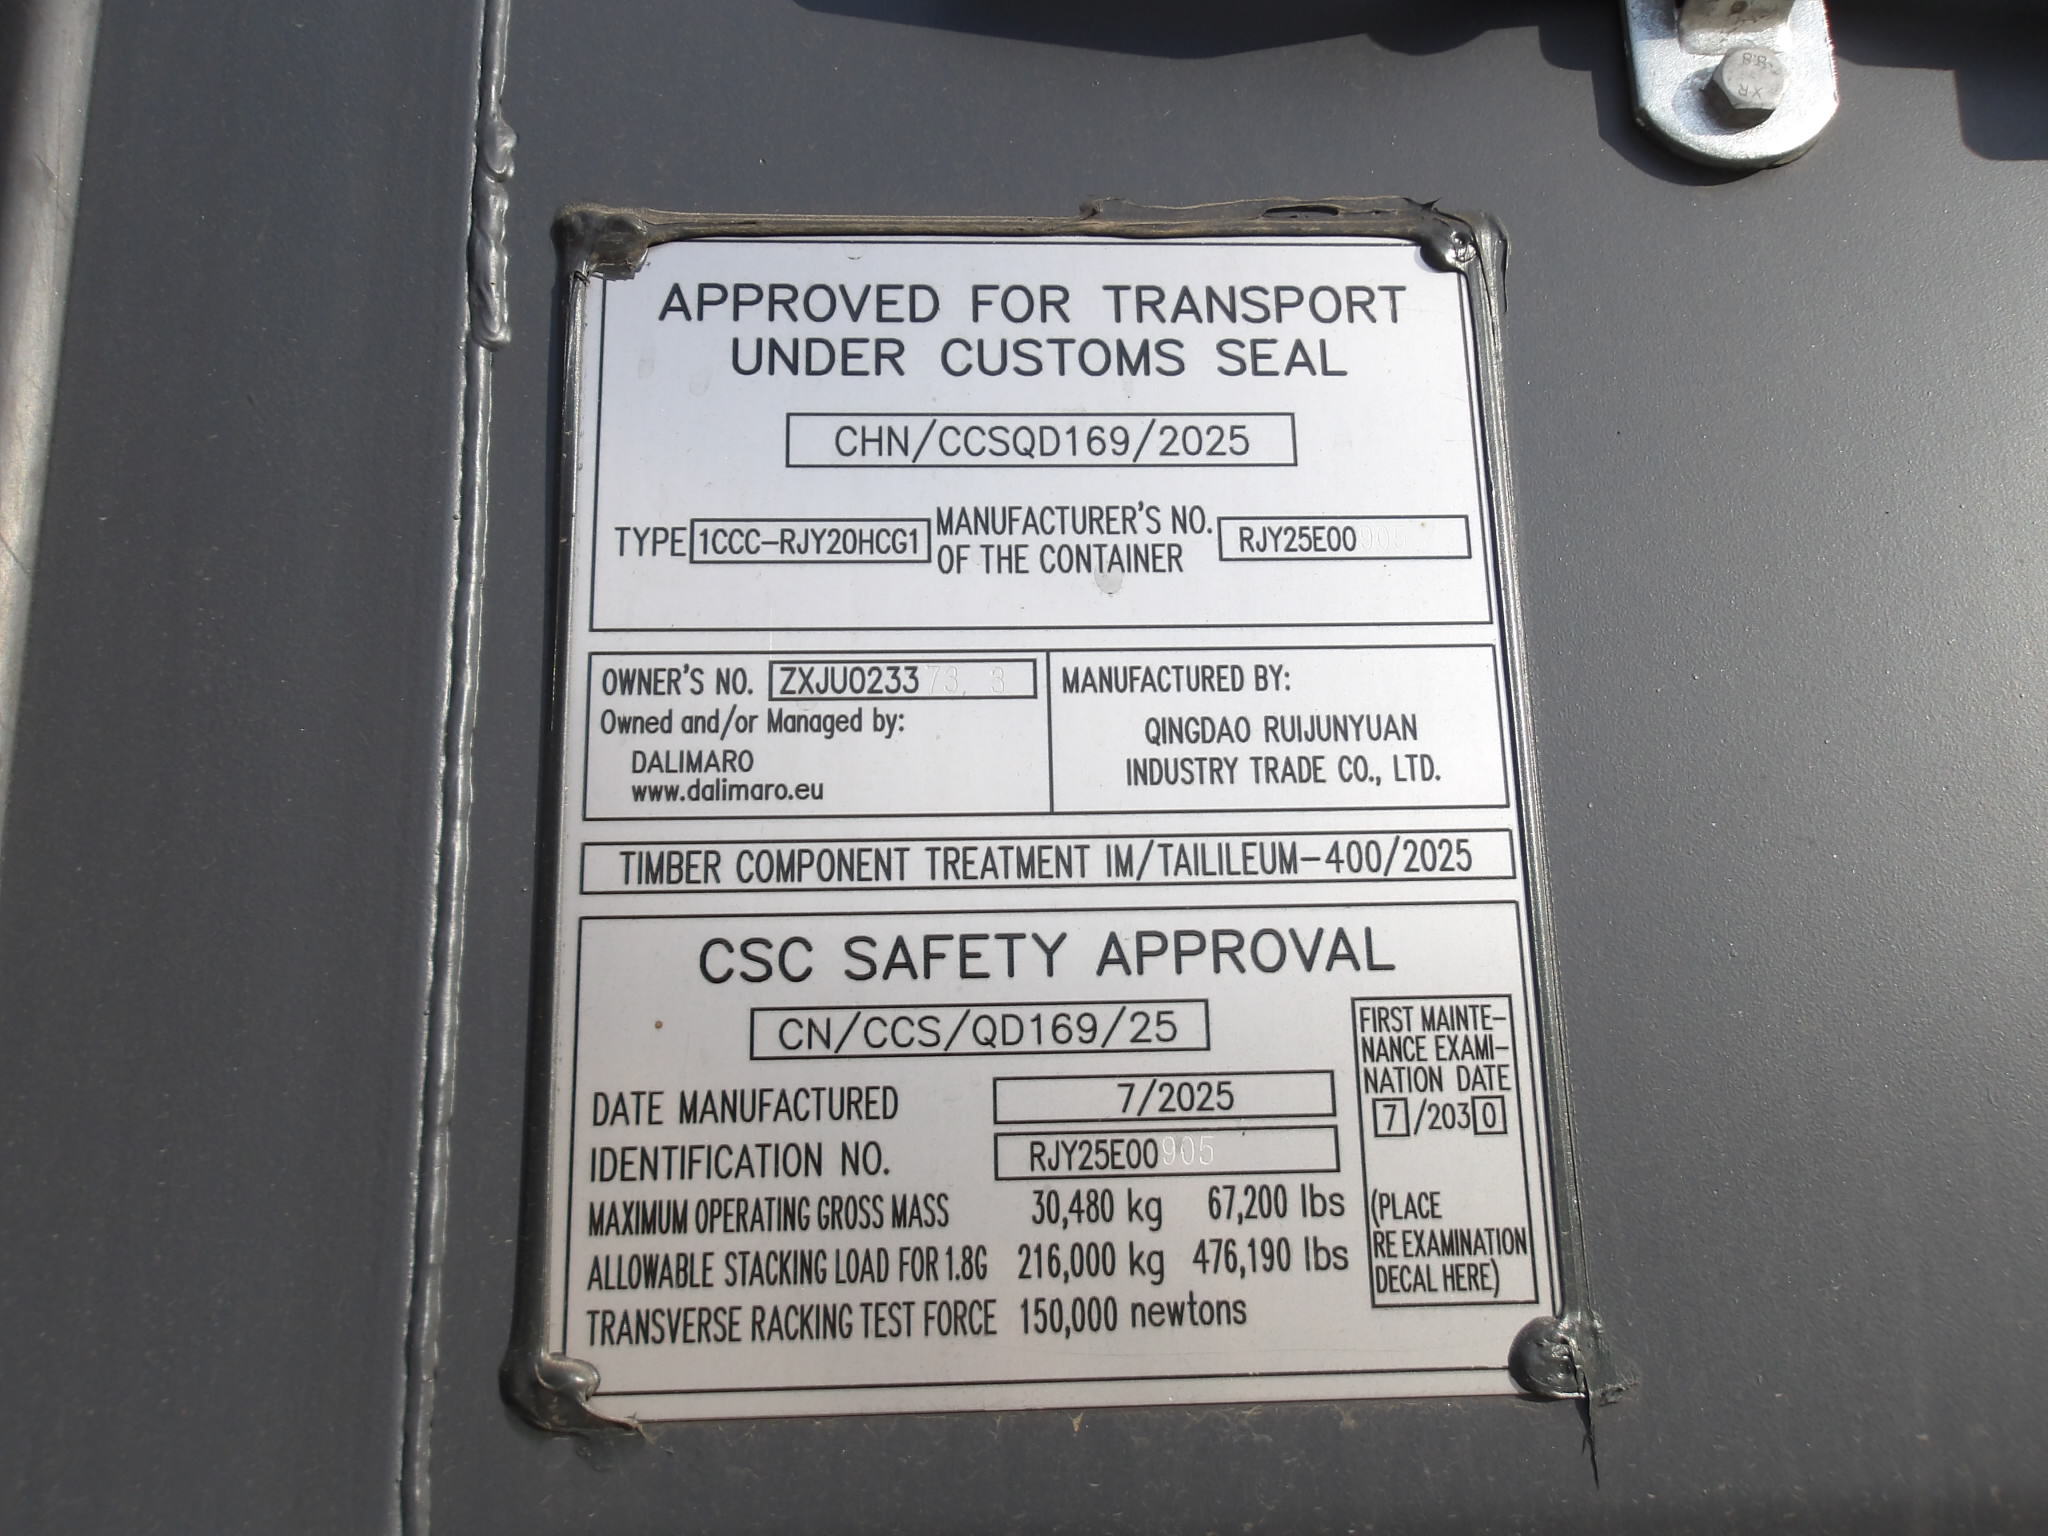 APPROVED FOR TRANSPORT
UNDER CUSTOMS SEAL
CHN/CCSQD169/2025
TYPE 1CCC-RJY20HCG1 MANUFACTURER'S NO. OF THE CONTAINER RJY25E00905
OWNER'S NO. ZXJU023373, 3
Owned and/or Managed by:
DALIMARO
www.dalimaro.eu
MANUFACTURED BY:
QINGDAO RUIJUNYUAN
INDUSTRY TRADE CO., LTD.
TIMBER COMPONENT TREATMENT IM/TAILILEUM-400/2025
CSC SAFETY APPROVAL
CN/CCS/QD169/25
DATE MANUFACTURED 7/2025
IDENTIFICATION NO. RJY25E00905
MAXIMUM OPERATING GROSS MASS 30,480 kg 67,200 lbs
ALLOWABLE STACKING LOAD FOR 1.8G 216,000 kg 476,190 lbs
TRANSVERSE RACKING TEST FORCE 150,000 newtons
FIRST MAINTE-
NANCE EXAMI-
NATION DATE
7/2030
(PLACE
RE EXAMINATION
DECAL HERE)
8.8
XR